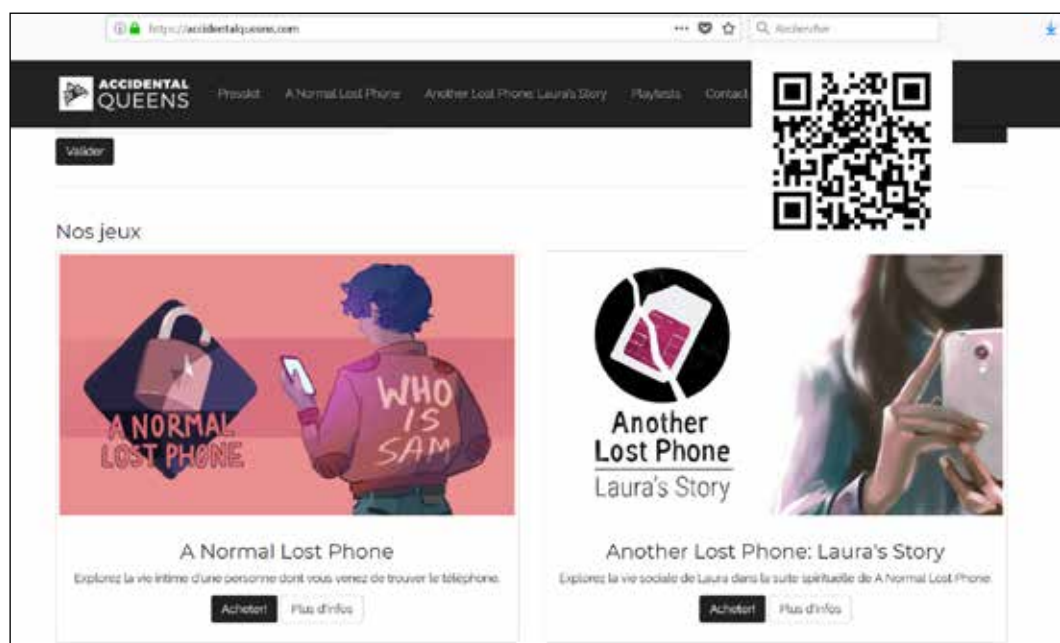 https://accidentalqueens.com
Rechercher
ACCIDENTAL
QUEENS
Presskit
A Normal Lost Phone
Another Lost Phone: Laura's Story
Playtests
Contact
Valider
Nos jeux
A NORMAL
LOST PHONE
WHO
IS
SAM
Another
Lost Phone
Laura's Story
A Normal Lost Phone
Explorez la vie intime d'une personne dont vous venez de trouver le téléphone.
Acheter!
Plus d'infos
Another Lost Phone: Laura's Story
Explorez la vie sociale de Laura dans la suite spirituelle de A Normal Lost Phone.
Acheter!
Plus d'infos